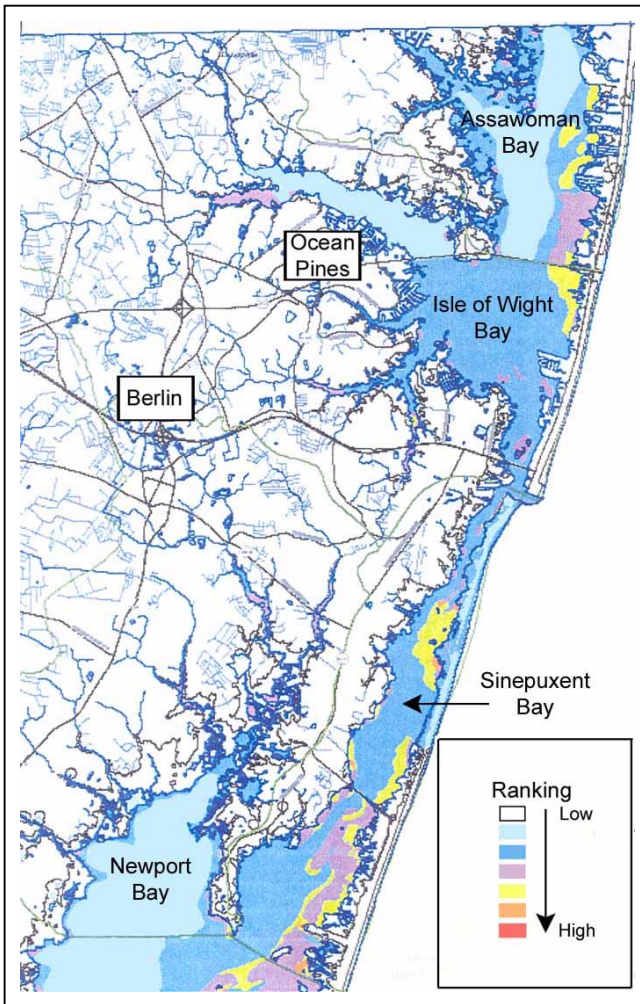 Assawoman
Bay
Ocean
Pines
Isle of Wight
Bay
Berlin
Sinepuxent
Bay
Newport
Bay
Ranking
Low
High